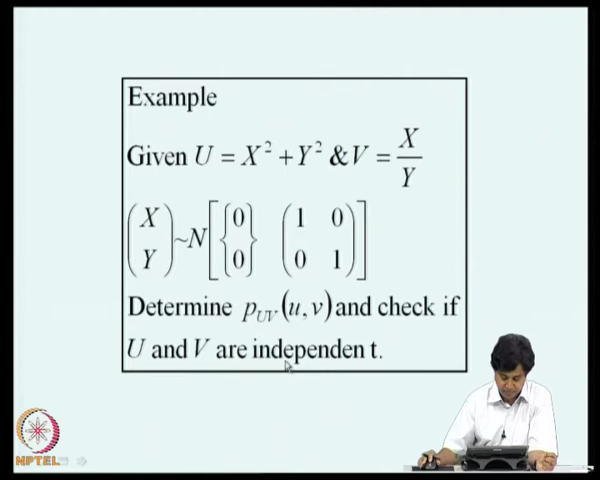 Example
Given U = X² + Y² & V = X/Y
(X Y) ~ N [{0 0} (1 0 0 1)]
Determine p_UV (u, v) and check if
U and V are independen t.
NPTEL